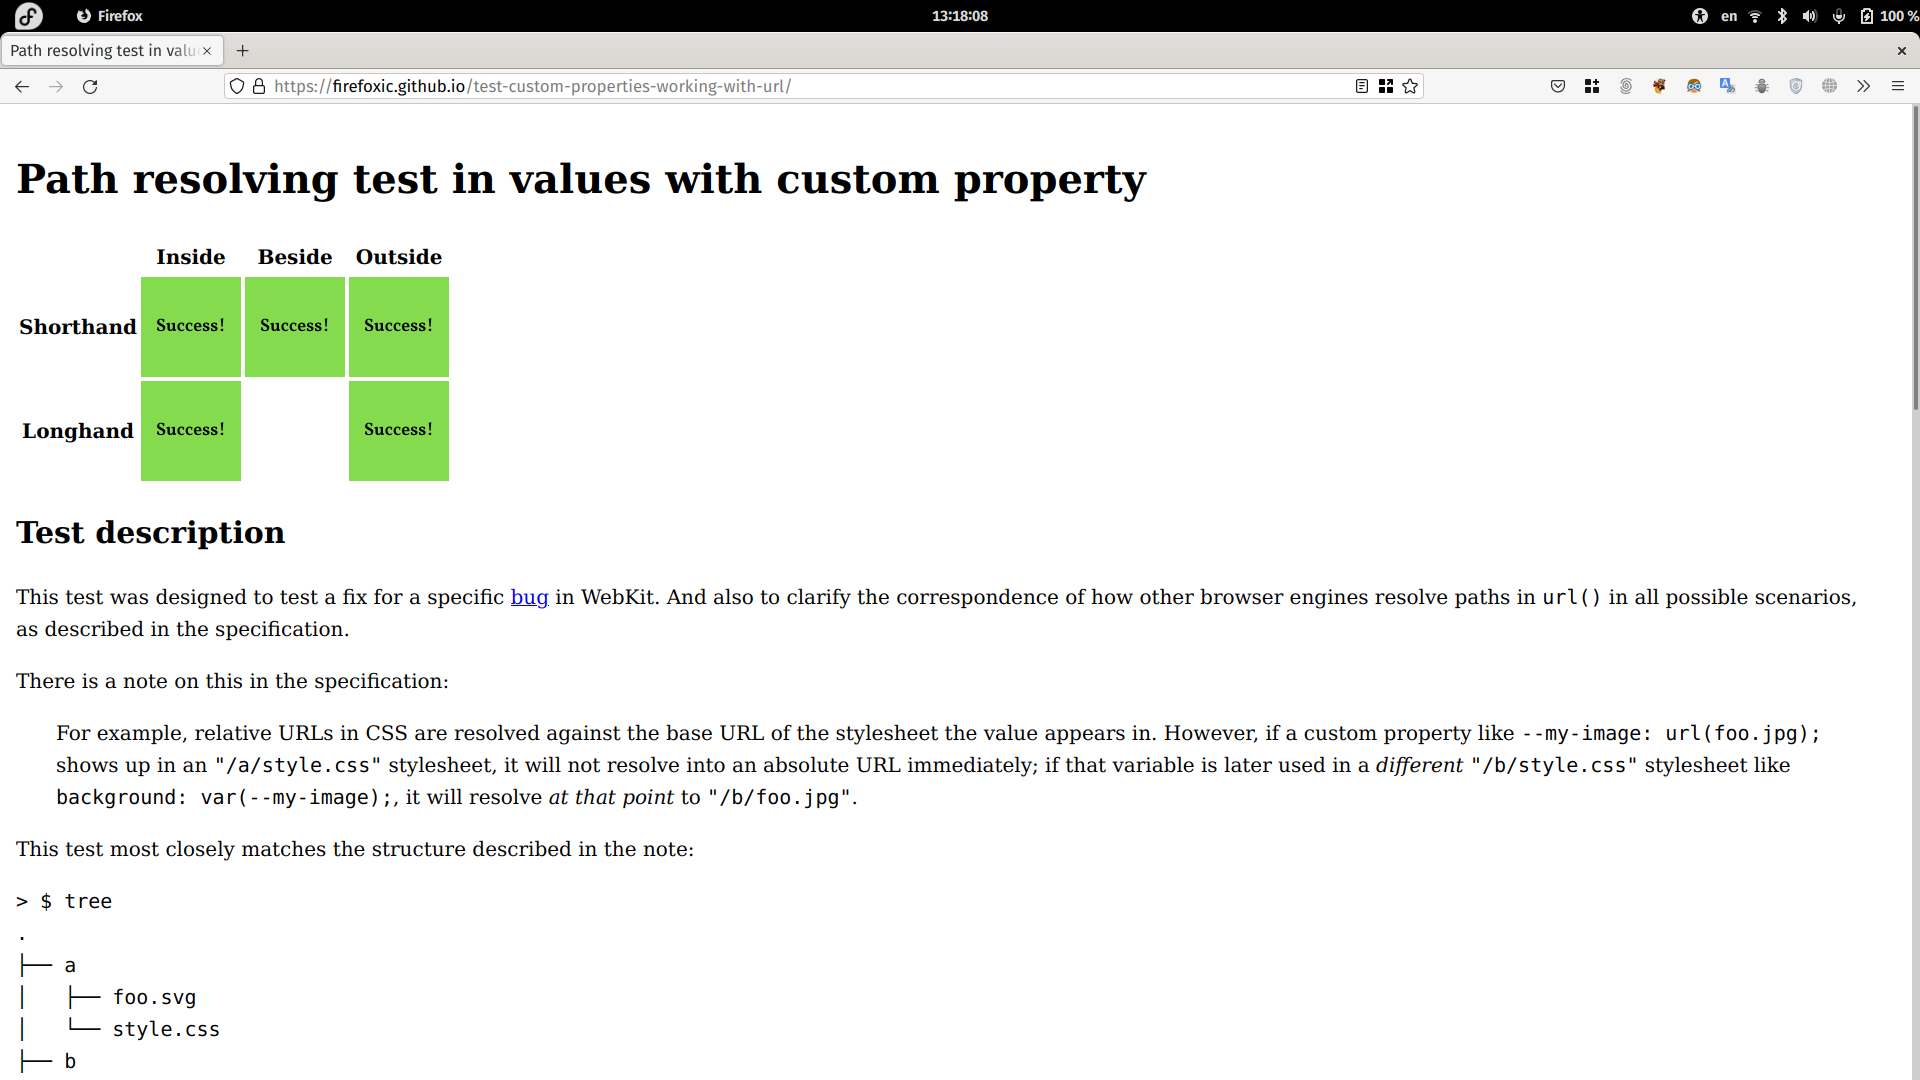 Firefox
13:18:08
en
100 %
Path resolving test in valu
https://firefoxic.github.io/test-custom-properties-working-with-url/
Path resolving test in values with custom property
Inside Beside Outside
Shorthand Success! Success! Success!
Longhand Success! Success!
Test description
This test was designed to test a fix for a specific bug in WebKit. And also to clarify the correspondence of how other browser engines resolve paths in url() in all possible scenarios,
as described in the specification.
There is a note on this in the specification:
For example, relative URLs in CSS are resolved against the base URL of the stylesheet the value appears in. However, if a custom property like --my-image: url(foo.jpg);
shows up in an "/a/style.css" stylesheet, it will not resolve into an absolute URL immediately; if that variable is later used in a different "/b/style.css" stylesheet like
background: var(--my-image);, it will resolve at that point to "/b/foo.jpg".
This test most closely matches the structure described in the note:
> $ tree
.
├── a
│   ├── foo.svg
│   └── style.css
├── b